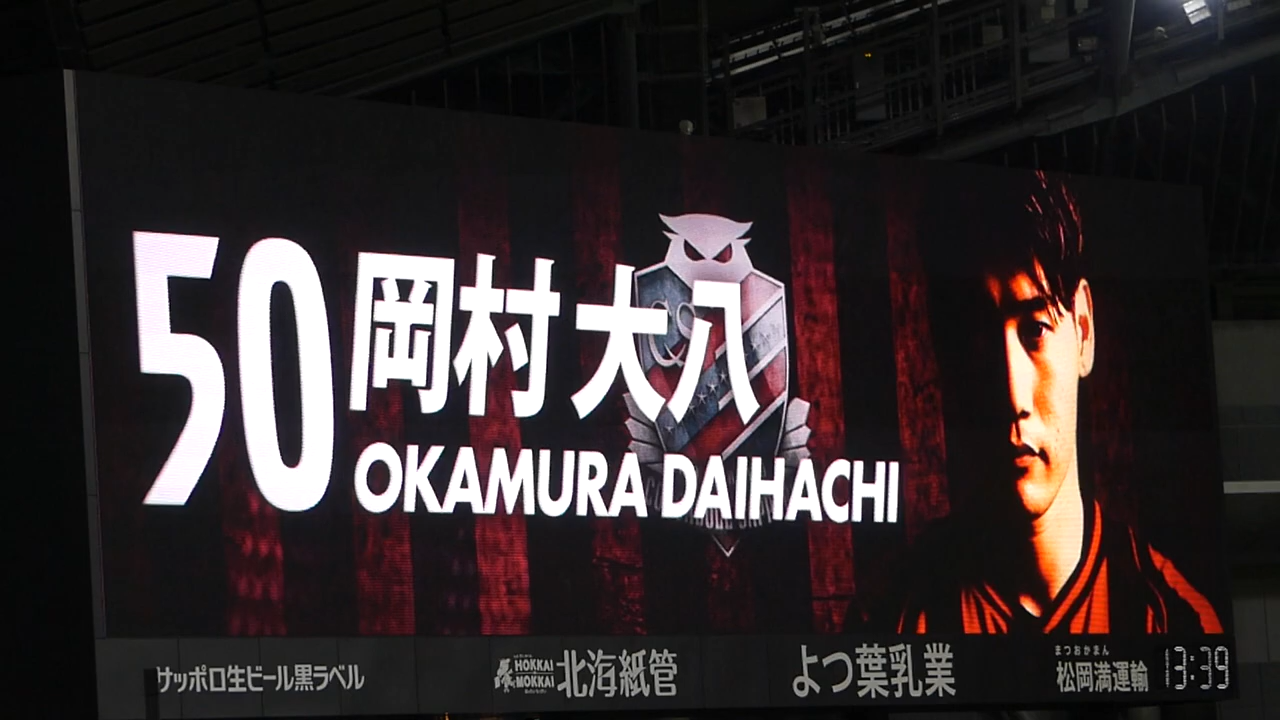 50
岡村 大八
OKAMURA DAIHACHI
サッポロ生ビール黒ラベル
HOKKAI
MOKKAI
北海紙管
よつ葉乳業
まつおかまん
松岡満運輸
13:39